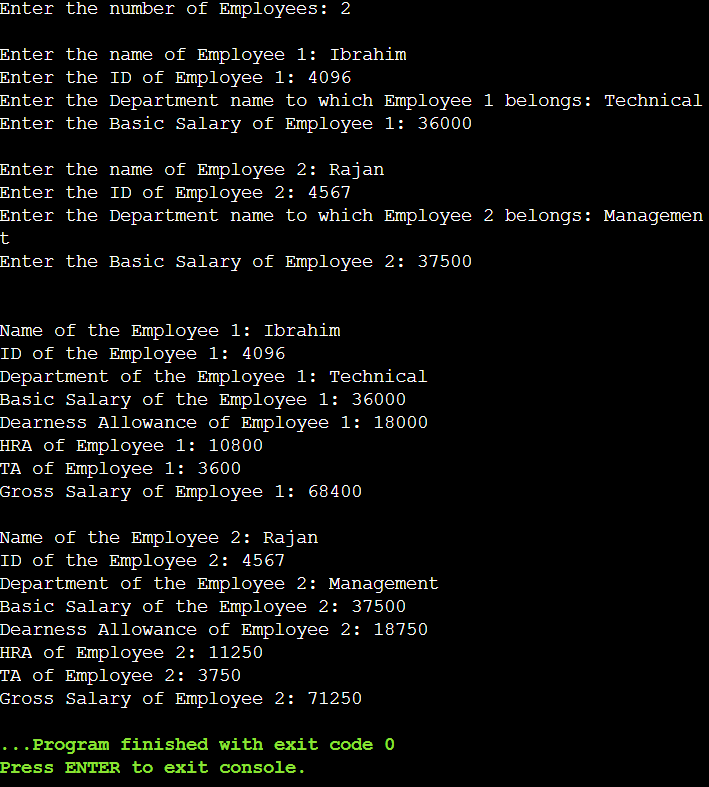 Enter the number of Employees: 2
Enter the name of Employee 1: Ibrahim
Enter the ID of Employee 1: 4096
Enter the Department name to which Employee 1 belongs: Technical
Enter the Basic Salary of Employee 1: 36000
Enter the name of Employee 2: Rajan
Enter the ID of Employee 2: 4567
Enter the Department name to which Employee 2 belongs: Managemen
t
Enter the Basic Salary of Employee 2: 37500
Name of the Employee 1: Ibrahim
ID of the Employee 1: 4096
Department of the Employee 1: Technical
Basic Salary of the Employee 1: 36000
Dearness Allowance of Employee 1: 18000
HRA of Employee 1: 10800
TA of Employee 1: 3600
Gross Salary of Employee 1: 68400
Name of the Employee 2: Rajan
ID of the Employee 2: 4567
Department of the Employee 2: Management
Basic Salary of the Employee 2: 37500
Dearness Allowance of Employee 2: 18750
HRA of Employee 2: 11250
TA of Employee 2: 3750
Gross Salary of Employee 2: 71250
...Program finished with exit code 0
Press ENTER to exit console.